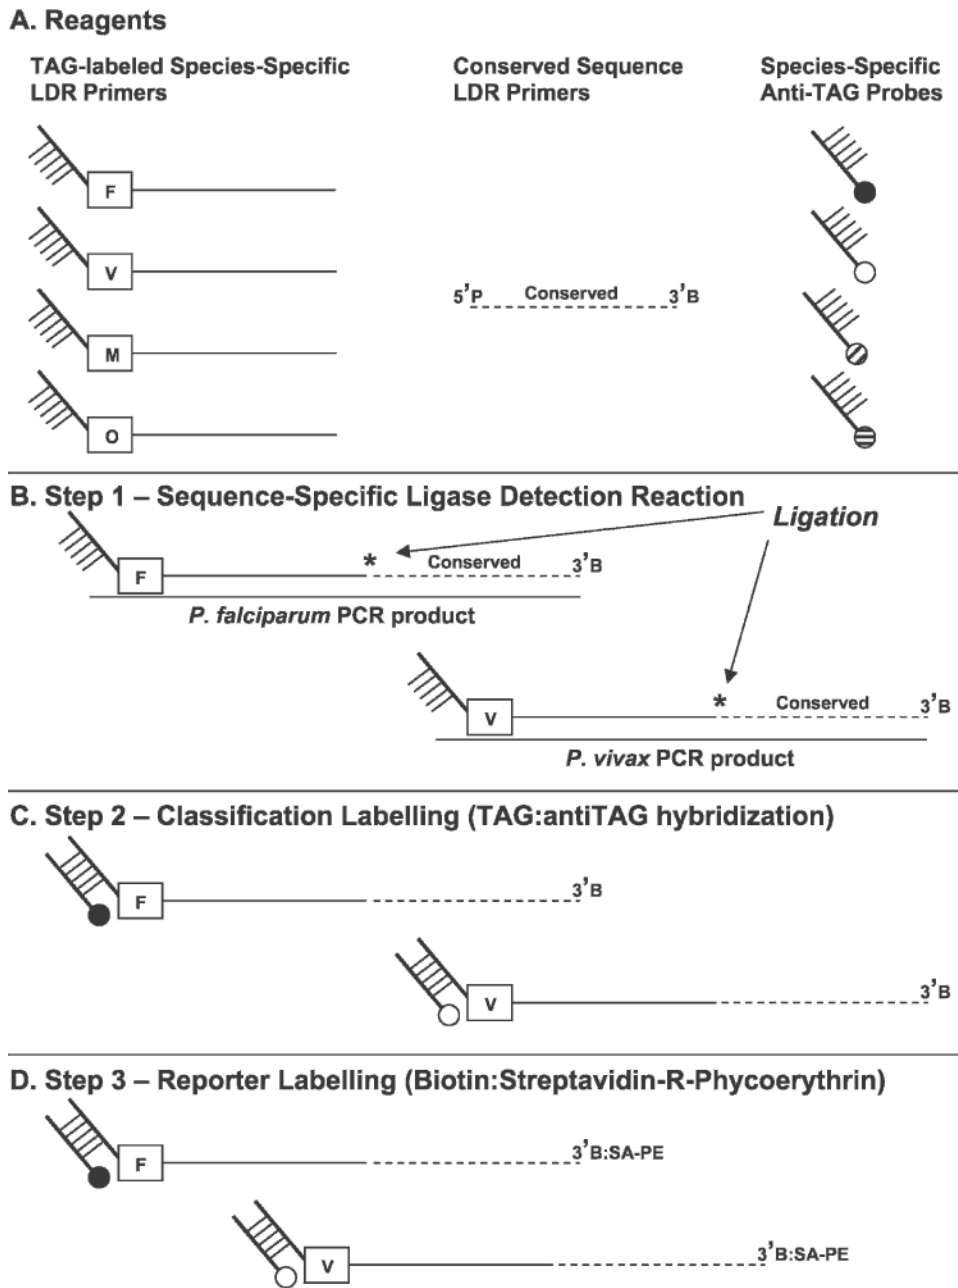 A. Reagents
TAG-labeled Species-Specific
LDR Primers
Conserved Sequence
LDR Primers
Species-Specific
Anti-TAG Probes
F
V
M
O
5’P Conserved 3’B
B. Step 1 – Sequence-Specific Ligase Detection Reaction
Ligation
F * Conserved 3’B
P. falciparum PCR product
V * Conserved 3’B
P. vivax PCR product
C. Step 2 – Classification Labelling (TAG:antiTAG hybridization)
F 3’B
V 3’B
D. Step 3 – Reporter Labelling (Biotin:Streptavidin-R-Phycoerythrin)
F 3’B:SA-PE
V 3’B:SA-PE